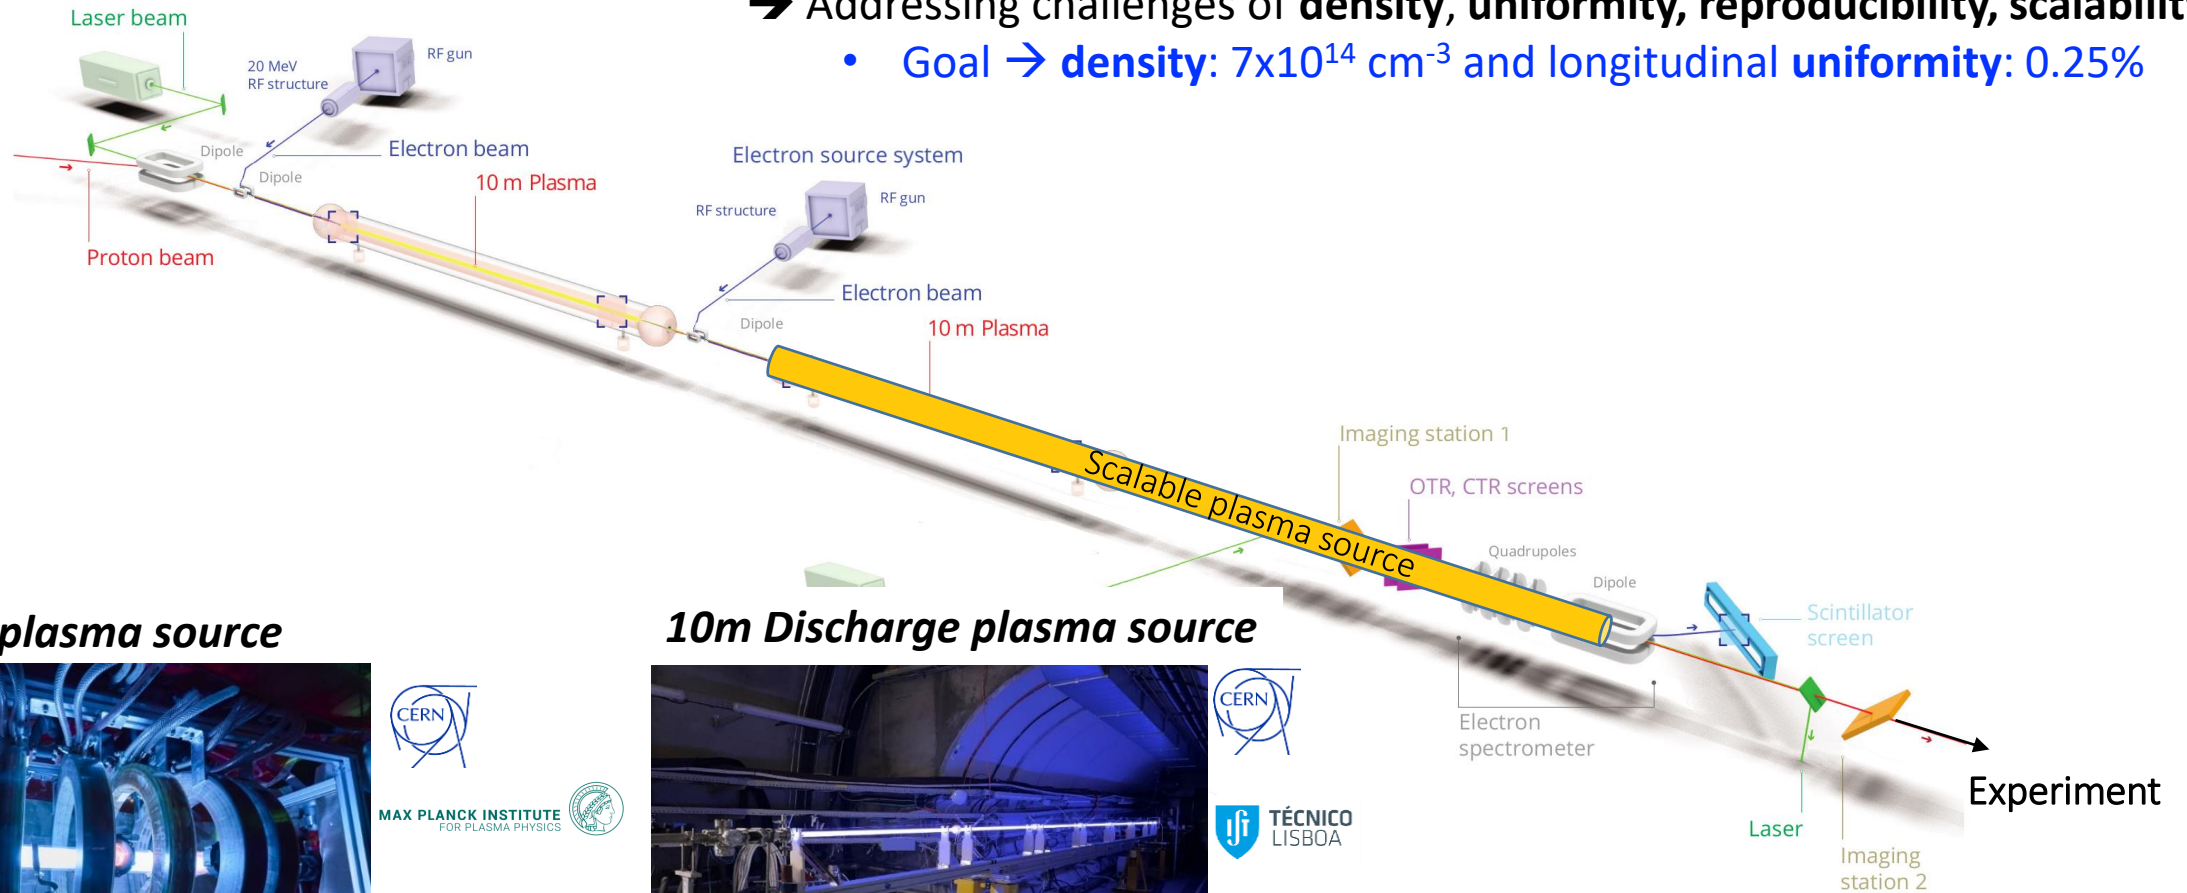 → Addressing challenges of density, uniformity, reproducibility, scalability
• Goal → density: 7x10¹⁴ cm⁻³ and longitudinal uniformity: 0.25%
Laser beam
20 MeV
RF structure
RF gun
Dipole
Electron beam
Dipole
10 m Plasma
Proton beam
Electron source system
RF structure
RF gun
Electron beam
Dipole
10 m Plasma
Scalable plasma source
Imaging station 1
OTR, CTR screens
Quadrupoles
Dipole
Scintillator
screen
Electron
spectrometer
Laser
Imaging
station 2
Experiment
plasma source
CERN
MAX PLANCK INSTITUTE
FOR PLASMA PHYSICS
10m Discharge plasma source
CERN
TÉCNICO
LISBOA